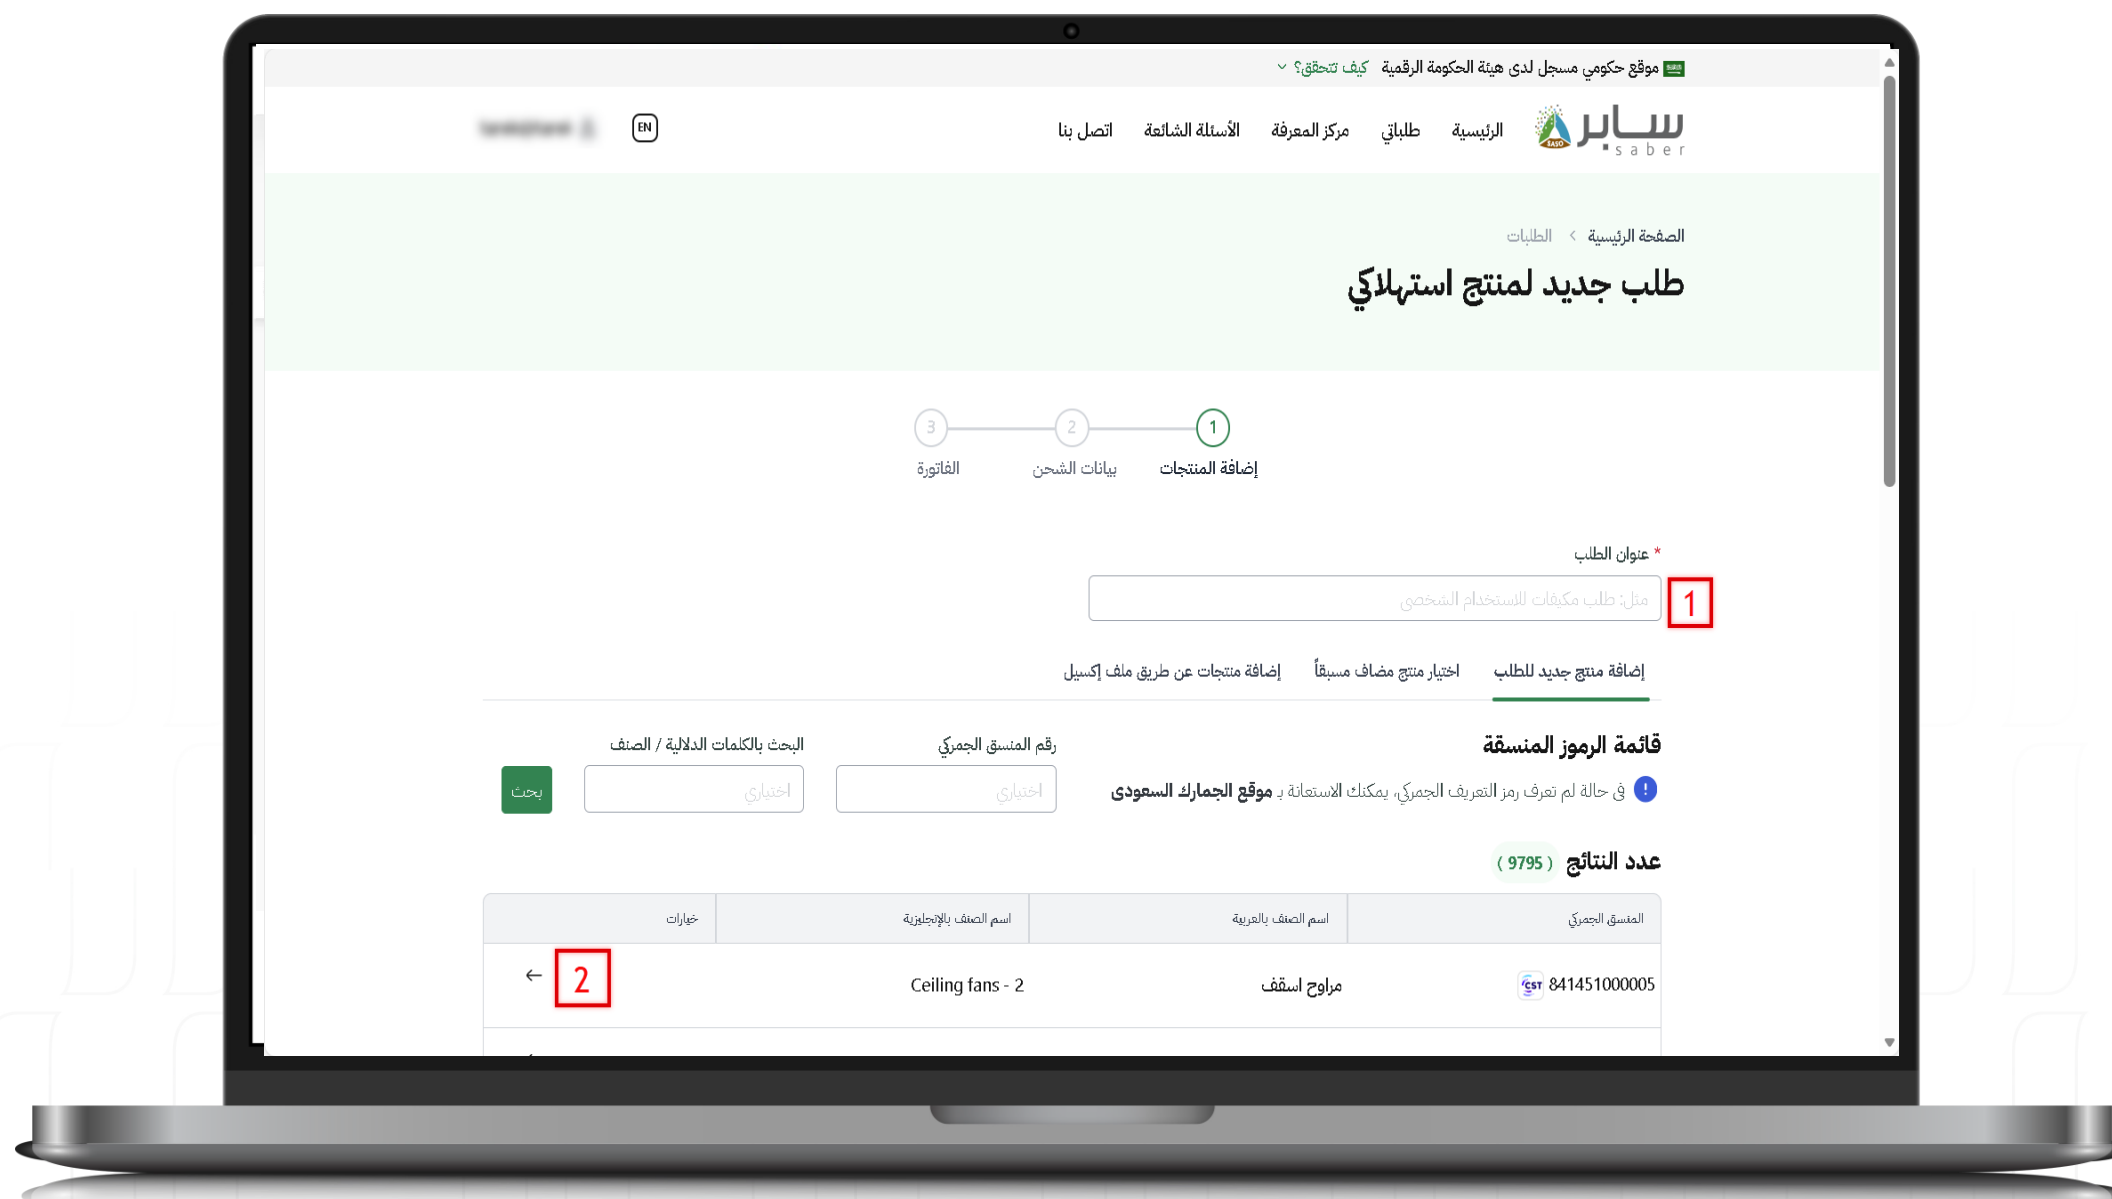 موقع حكومي مسجل لدى هيئة الحكومة الرقمية كيف تتحقق؟
سابر
saber
SASO
الرئيسية طلباتي مركز المعرفة الأسئلة الشائعة اتصل بنا
EN
الصفحة الرئيسية > الطلبات
طلب جديد لمنتج استهلاكي
1 2 3
إضافة المنتجات بيانات الشحن الفاتورة
* عنوان الطلب
مثل: طلب مكيفات للاستخدام الشخصي
1
إضافة منتج جديد للطلب اختيار منتج مضاف مسبقاً إضافة منتجات عن طريق ملف إكسيل
قائمة الرموز المنسقة
في حالة لم تعرف رمز التعريف الجمركي، يمكنك الاستعانة بـ موقع الجمارك السعودى
رقم المنسق الجمركي
اختياري
البحث بالكلمات الدلالية / الصنف
اختياري
بحث
عدد النتائج ( 9795 )
المنسق الجمركي اسم الصنف بالعربية اسم الصنف بالإنجليزية خيارات
841451000005 CST مراوح اسقف Ceiling fans - 2 2 ←